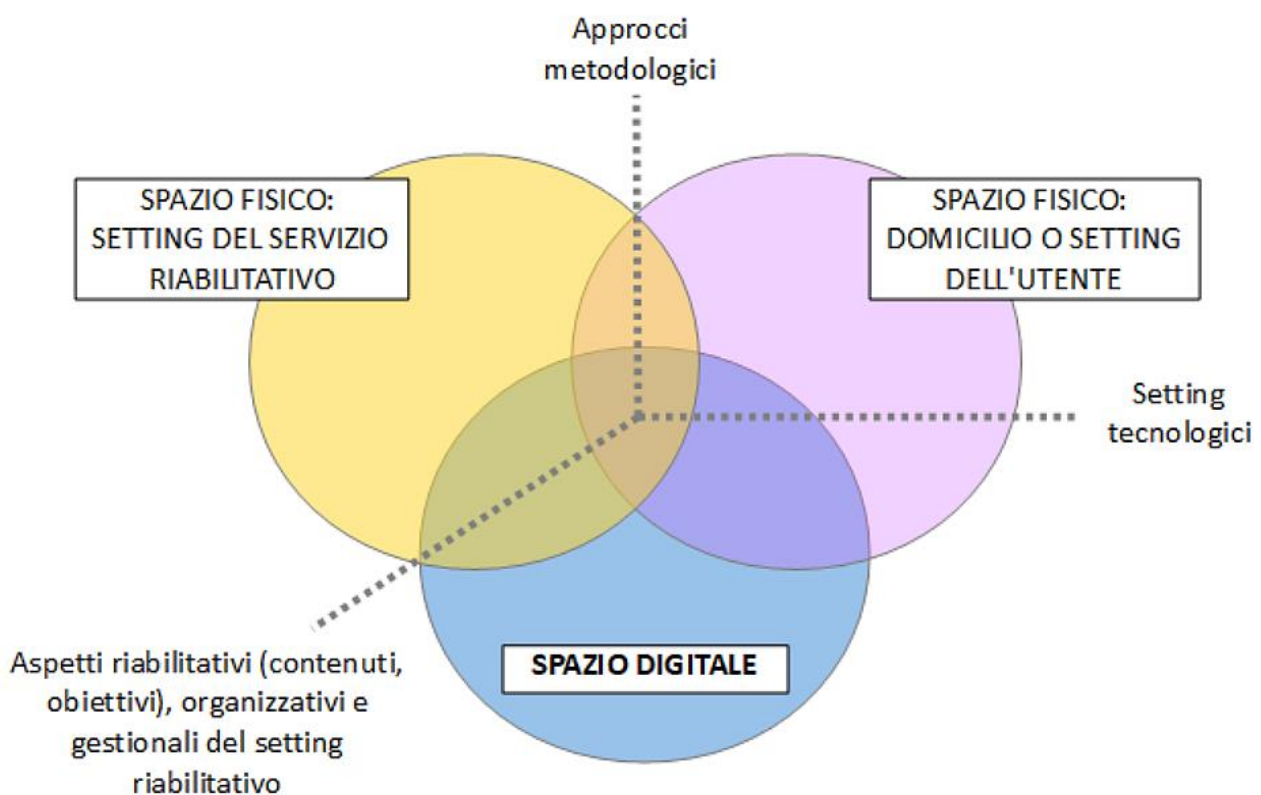 Approcci
metodologici
SPAZIO FISICO:
SETTING DEL SERVIZIO
RIABILITATIVO
SPAZIO FISICO:
DOMICILIO O SETTING
DELL'UTENTE
Setting
tecnologici
Aspetti riabilitativi (contenuti,
obiettivi), organizzativi e
gestionali del setting
riabilitativo
SPAZIO DIGITALE